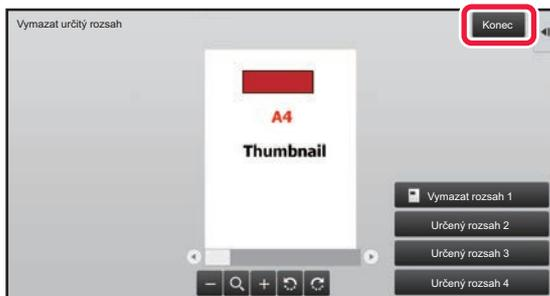 Vymazat určitý rozsah
Konec
A4
Thumbnail
Vymazat rozsah 1
Určený rozsah 2
Určený rozsah 3
Určený rozsah 4